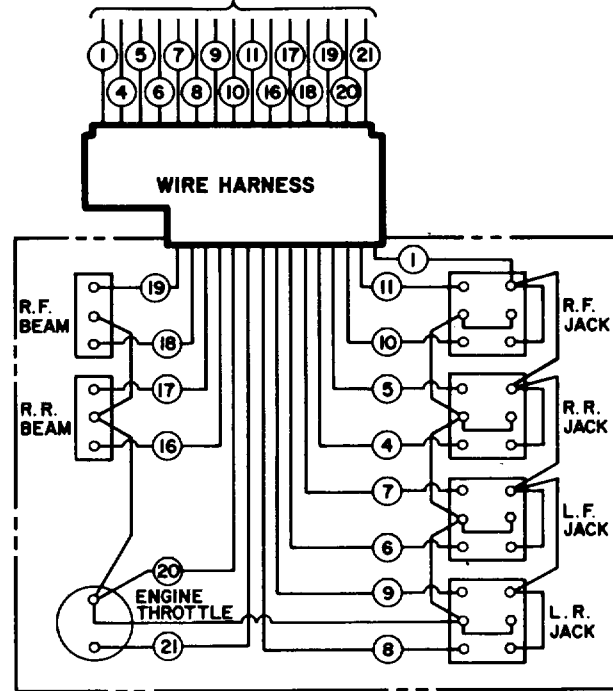 1 5 7 9 11 17 19 21
4 6 8 10 16 18 20
WIRE HARNESS
1
R.F.
BEAM
19
18
11
10
R.F.
JACK
R.R.
BEAM
17
16
5
4
R.R.
JACK
7
6
L.F.
JACK
20
ENGINE
THROTTLE
21
9
8
L.R.
JACK